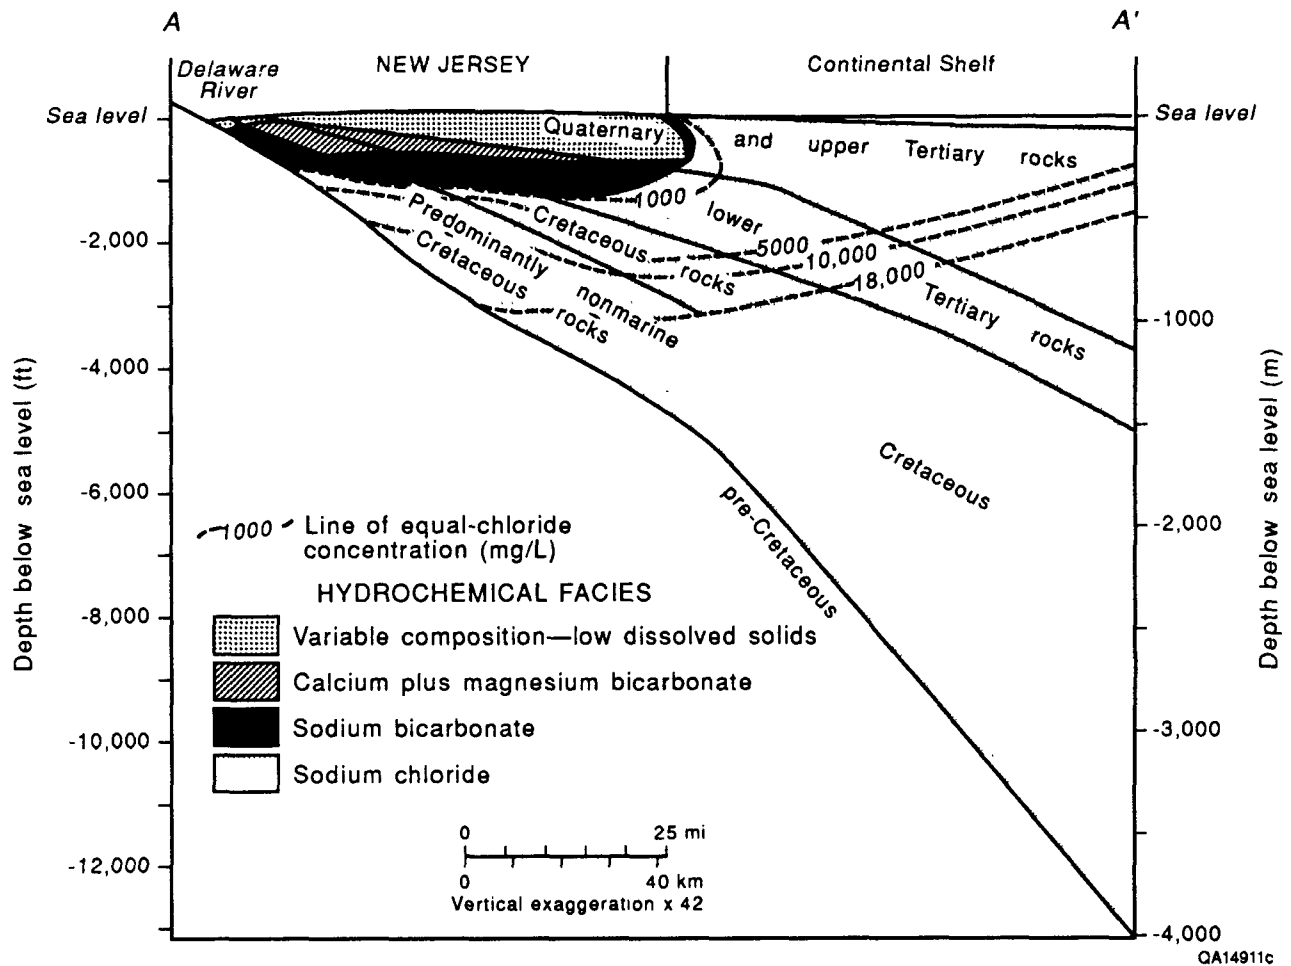 A
A'
Delaware
River
NEW JERSEY
Continental Shelf
Sea level
Sea level
Quaternary and upper Tertiary rocks
1000
lower Tertiary rocks
Predominantly nonmarine
Cretaceous rocks
Cretaceous rocks
5000
10,000
18,000
-2,000
-4,000
-6,000
-8,000
-10,000
-12,000
Depth below sea level (ft)
-1000
-2,000
-3,000
-4,000
Depth below sea level (m)
Cretaceous
pre-Cretaceous
1000
Line of equal-chloride
concentration (mg/L)
HYDROCHEMICAL FACIES
Variable composition—low dissolved solids
Calcium plus magnesium bicarbonate
Sodium bicarbonate
Sodium chloride
0 25 mi
0 40 km
Vertical exaggeration x 42
QA14911c